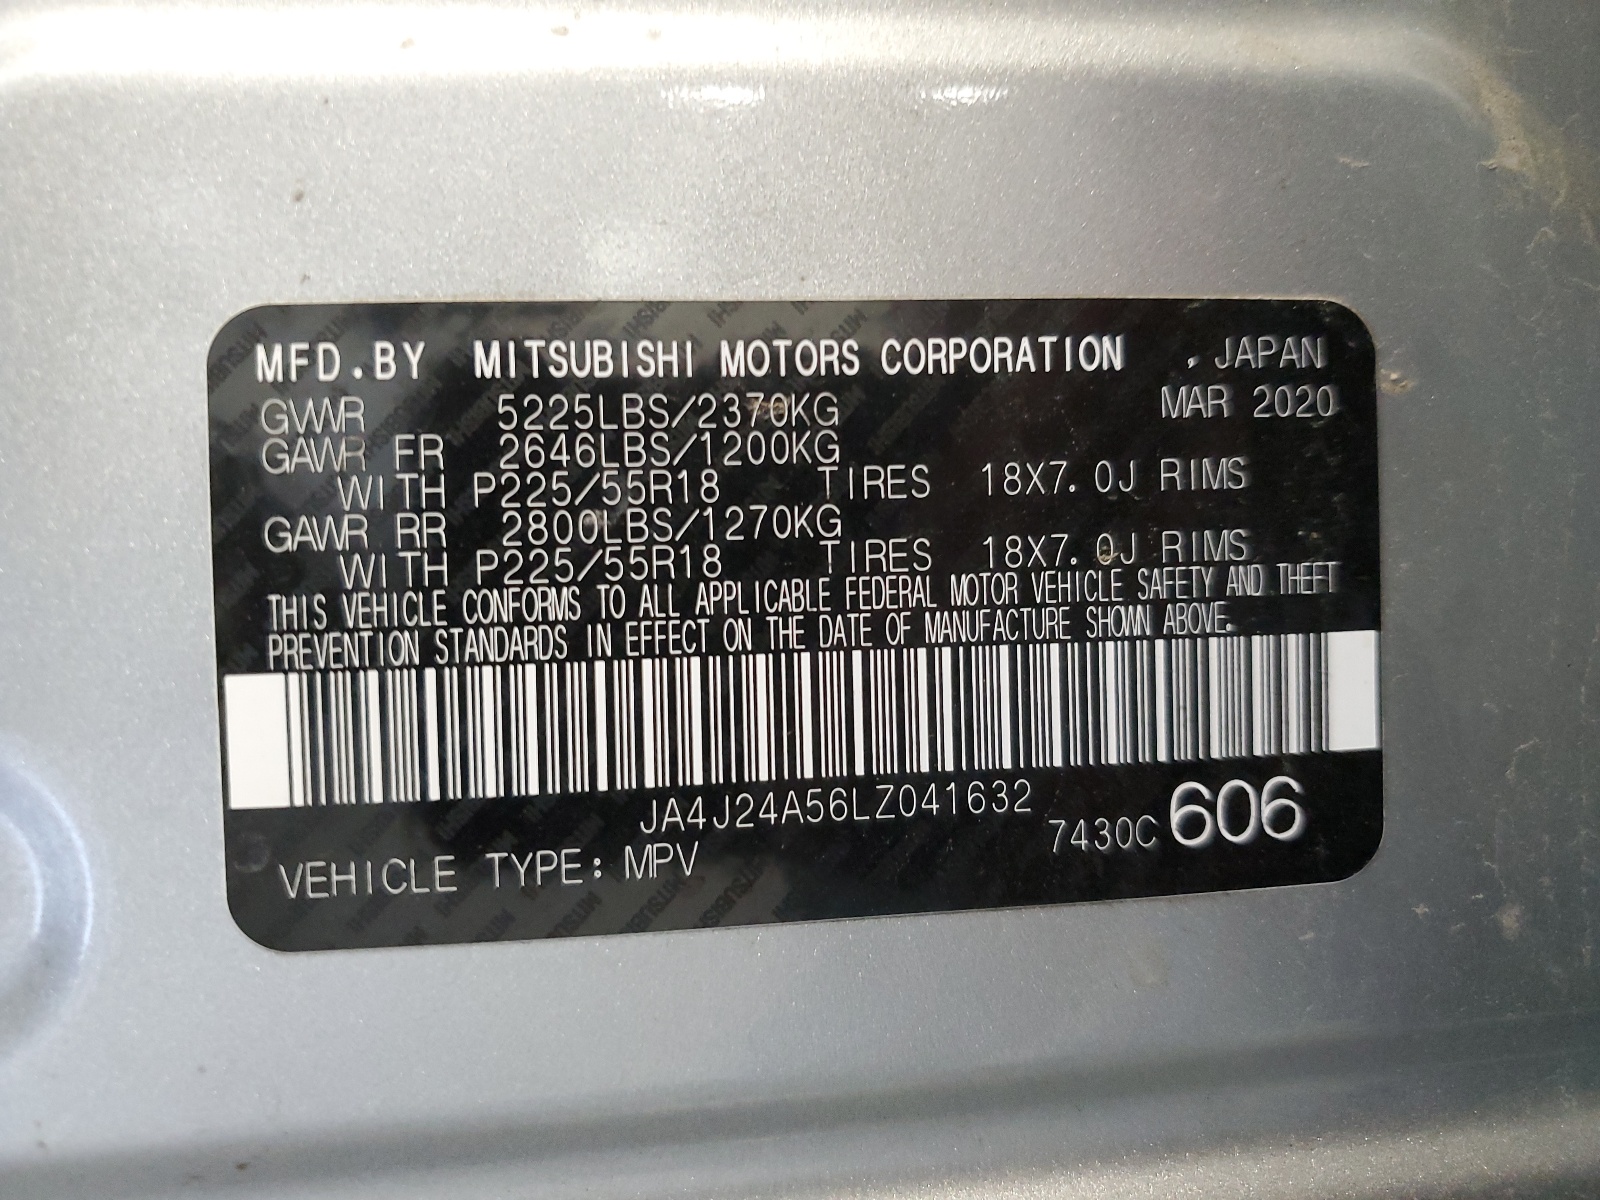 MFD.BY MITSUBISHI MOTORS CORPORATION , JAPAN
GVWR 5225LBS/2370KG MAR 2020
GAWR FR 2646LBS/1200KG
WITH P225/55R18 TIRES 18X7.0J RIMS
GAWR RR 2800LBS/1270KG
WITH P225/55R18 TIRES 18X7.0J RIMS
THIS VEHICLE CONFORMS TO ALL APPLICABLE FEDERAL MOTOR VEHICLE SAFETY AND THEFT
PREVENTION STANDARDS IN EFFECT ON THE DATE OF MANUFACTURE SHOWN ABOVE.
JA4J24A56LZ041632
7430C 606
VEHICLE TYPE: MPV